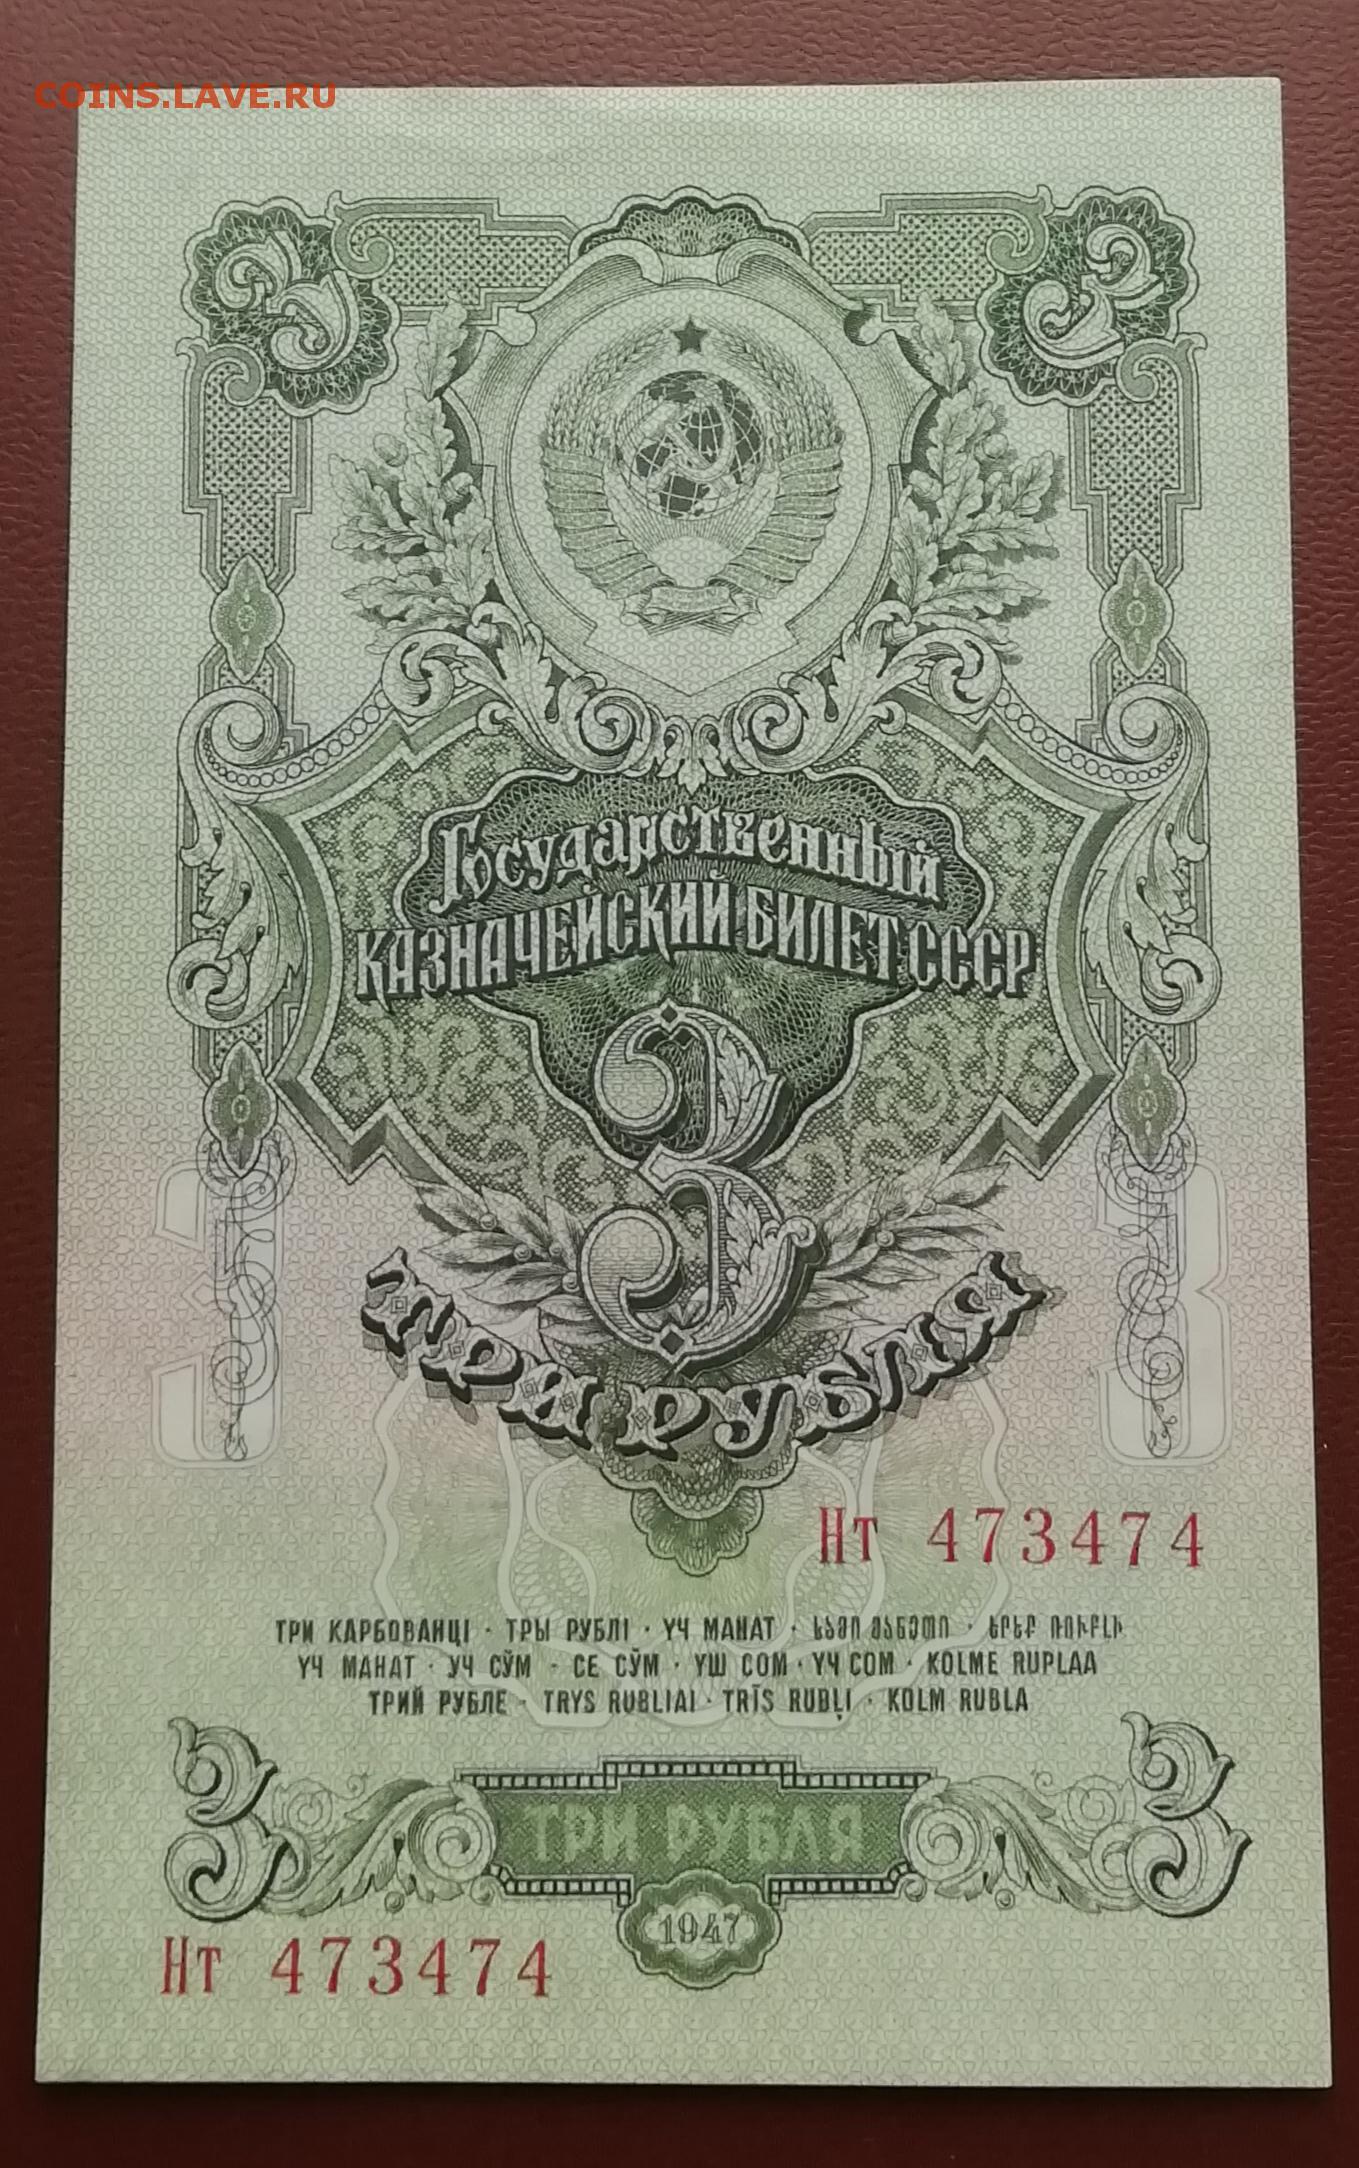 COINS.LAVE.RU
3 3
Государственный
КАЗНАЧЕЙСКИЙ БИЛЕТ СССР
3
3 3
ТРИ РУБЛЯ
Нт 473474
ТРИ КАРБОВАНЦІ · ТРЫ РУБЛІ · ҮЧ МАНАТ · ᲡᲐᲛᲘ ᲛᲐᲜᲔᲗᲘ · ԵՐԵՔ ՌՈՒԲԼԻ
ҮЧ МАНАТ · УЧ СЎМ · СЕ СЎМ · ҮШ СОМ · ҮЧ СОМ · KOLME RUPLAA
ТРИЙ РУБЛЕ · TRYS RUBLIAI · TRĪS RUBĻI · KOLM RUBLA
3 ТРИ РУБЛЯ 3
1947
Нт 473474